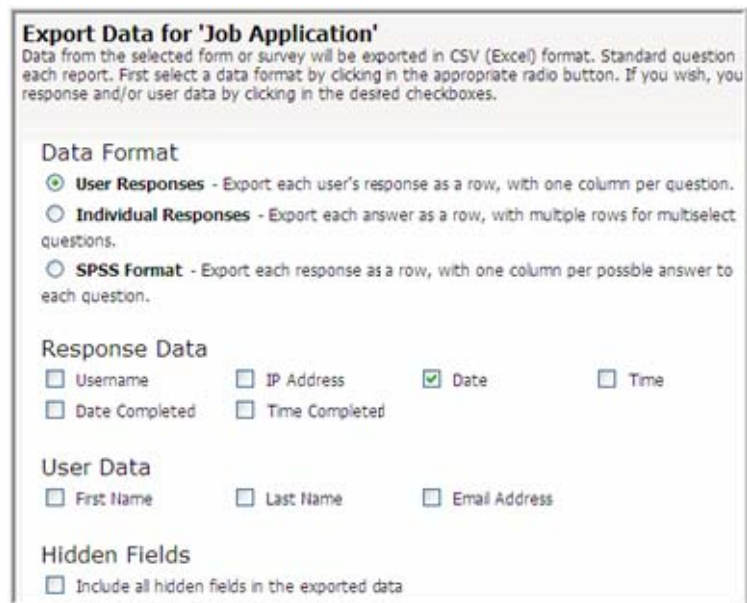 Export Data for 'Job Application'
Data from the selected form or survey will be exported in CSV (Excel) format. Standard question
each report. First select a data format by clicking in the appropriate radio button. If you wish, you
response and/or user data by clicking in the desired checkboxes.
Data Format
User Responses - Export each user's response as a row, with one column per question.
Individual Responses - Export each answer as a row, with multiple rows for multiselect
questions.
SPSS Format - Export each response as a row, with one column per possible answer to
each question.
Response Data
Username IP Address Date Time
Date Completed Time Completed
User Data
First Name Last Name Email Address
Hidden Fields
Include all hidden fields in the exported data